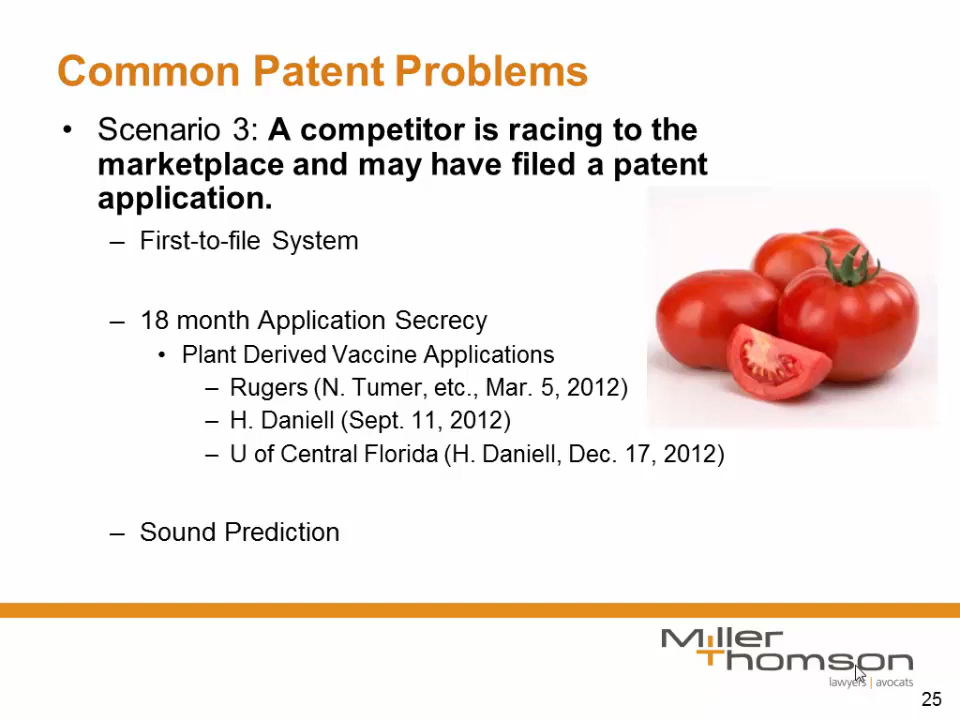 Common Patent Problems
• Scenario 3: A competitor is racing to the
marketplace and may have filed a patent
application.
– First-to-file System
– 18 month Application Secrecy
• Plant Derived Vaccine Applications
– Rugers (N. Tumer, etc., Mar. 5, 2012)
– H. Daniell (Sept. 11, 2012)
– U of Central Florida (H. Daniell, Dec. 17, 2012)
– Sound Prediction
Miller
Thomson
lawyers | avocats
25